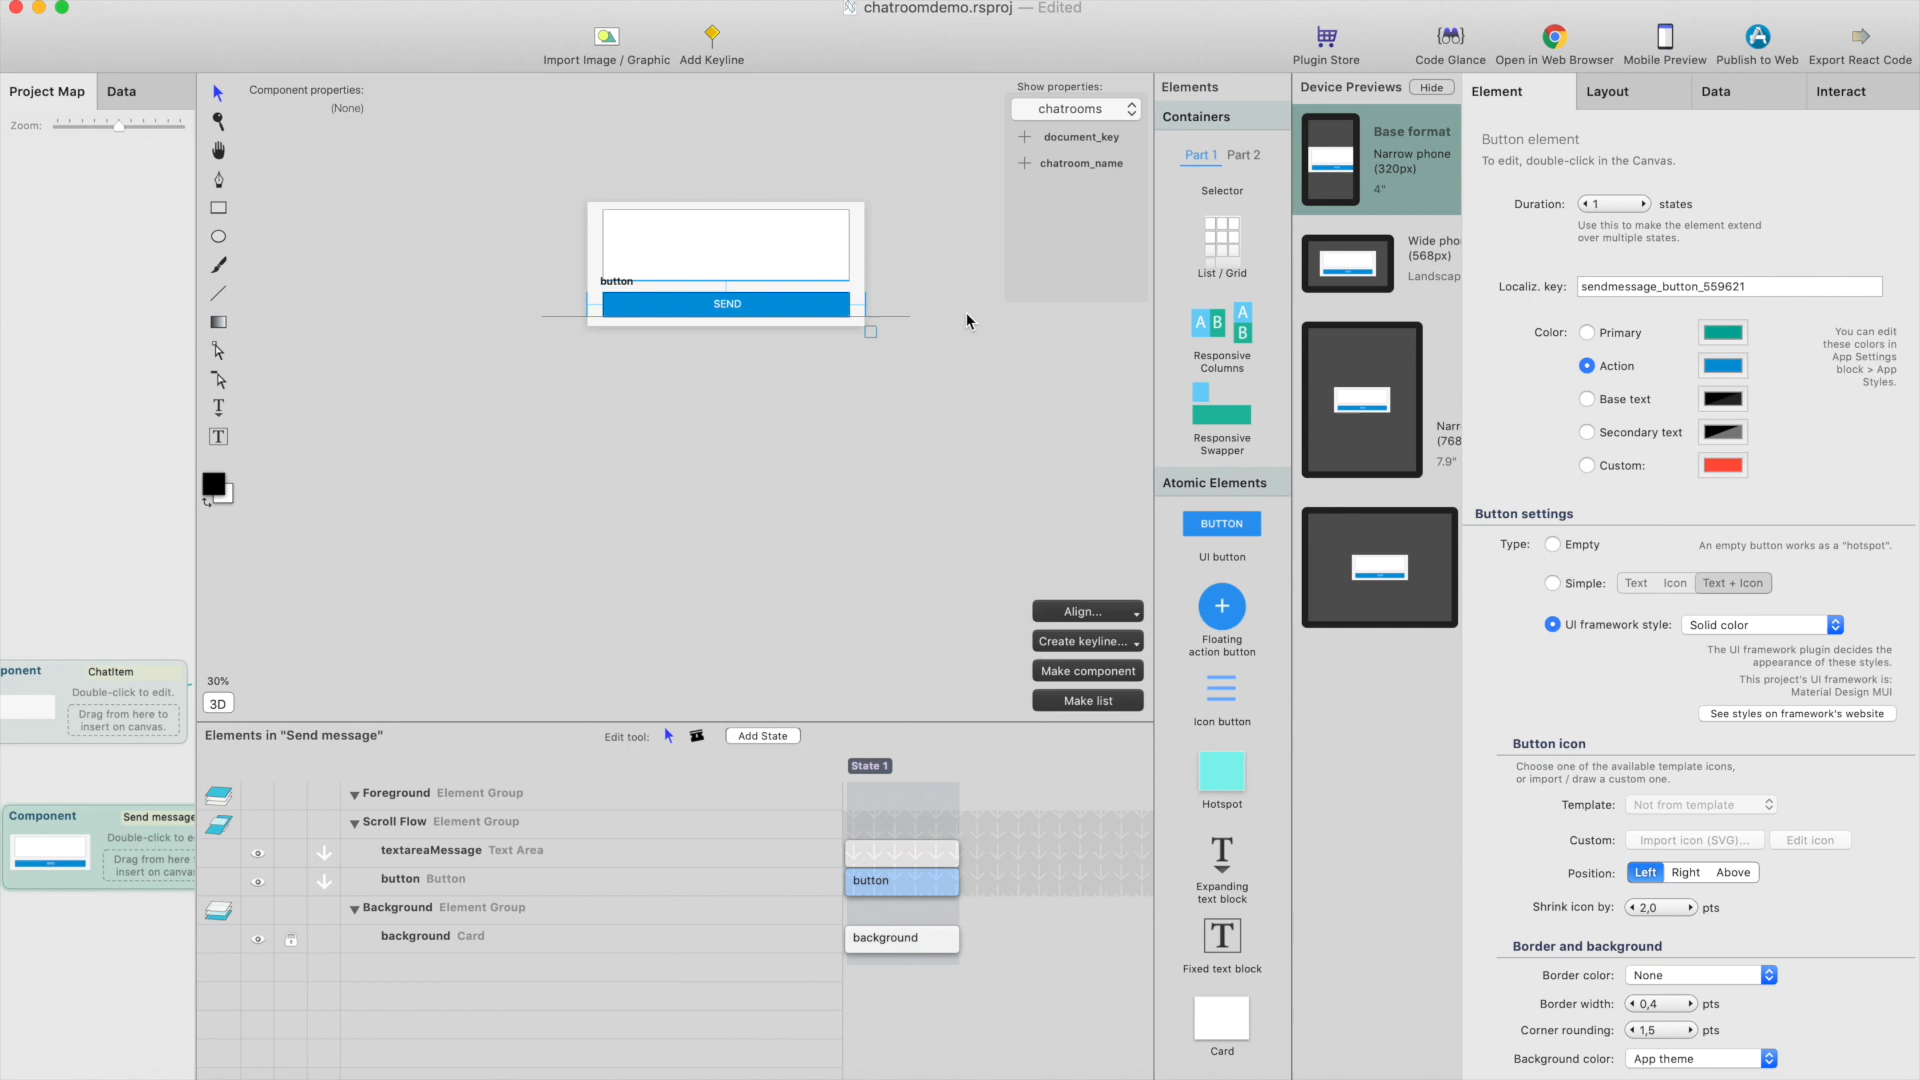 chatroomdemo.rsproj — Edited
Import Image / Graphic
Add Keyline
Plugin Store
Code Glance
Open in Web Browser
Mobile Preview
Publish to Web
Export React Code
Project Map
Data
Zoom:
ponent
ChatItem
Double-click to edit.
Drag from here to
insert on canvas.
Component
Send message
Double-click to e
Drag from here
insert on canvas
T
T
30%
3D
Component properties:
(None)
Show properties:
chatrooms
document_key
chatroom_name
button
SEND
Align...
Create keyline...
Make component
Make list
Elements in "Send message"
Edit tool:
Add State
State 1
Foreground Element Group
Scroll Flow Element Group
textareaMessage Text Area
button Button
button
Background Element Group
background Card
background
Elements
Containers
Part 1
Part 2
Selector
List / Grid
A B
A
B
Responsive
Columns
Responsive
Swapper
Atomic Elements
BUTTON
UI button
Floating
action button
Icon button
Hotspot
T
Expanding
text block
T
Fixed text block
Card
Device Previews
Hide
Base format
Narrow phone
(320px)
4"
Wide pho
(568px)
Landscap
Narr
(768
7.9"
Element
Layout
Data
Interact
Button element
To edit, double-click in the Canvas.
Duration: 1 states
Use this to make the element extend
over multiple states.
Localiz. key: sendmessage_button_559621
Color:
Primary
Action
Base text
Secondary text
Custom:
You can edit
these colors in
App Settings
block > App
Styles.
Button settings
Type: Empty
An empty button works as a "hotspot".
Simple: Text Icon Text + Icon
UI framework style: Solid color
The UI framework plugin decides the
appearance of these styles.
This project's UI framework is:
Material Design MUI
See styles on framework's website
Button icon
Choose one of the available template icons,
or import / draw a custom one.
Template: Not from template
Custom: Import icon (SVG)... Edit icon
Position: Left Right Above
Shrink icon by: 2,0 pts
Border and background
Border color: None
Border width: 0,4 pts
Corner rounding: 1,5 pts
Background color: App theme